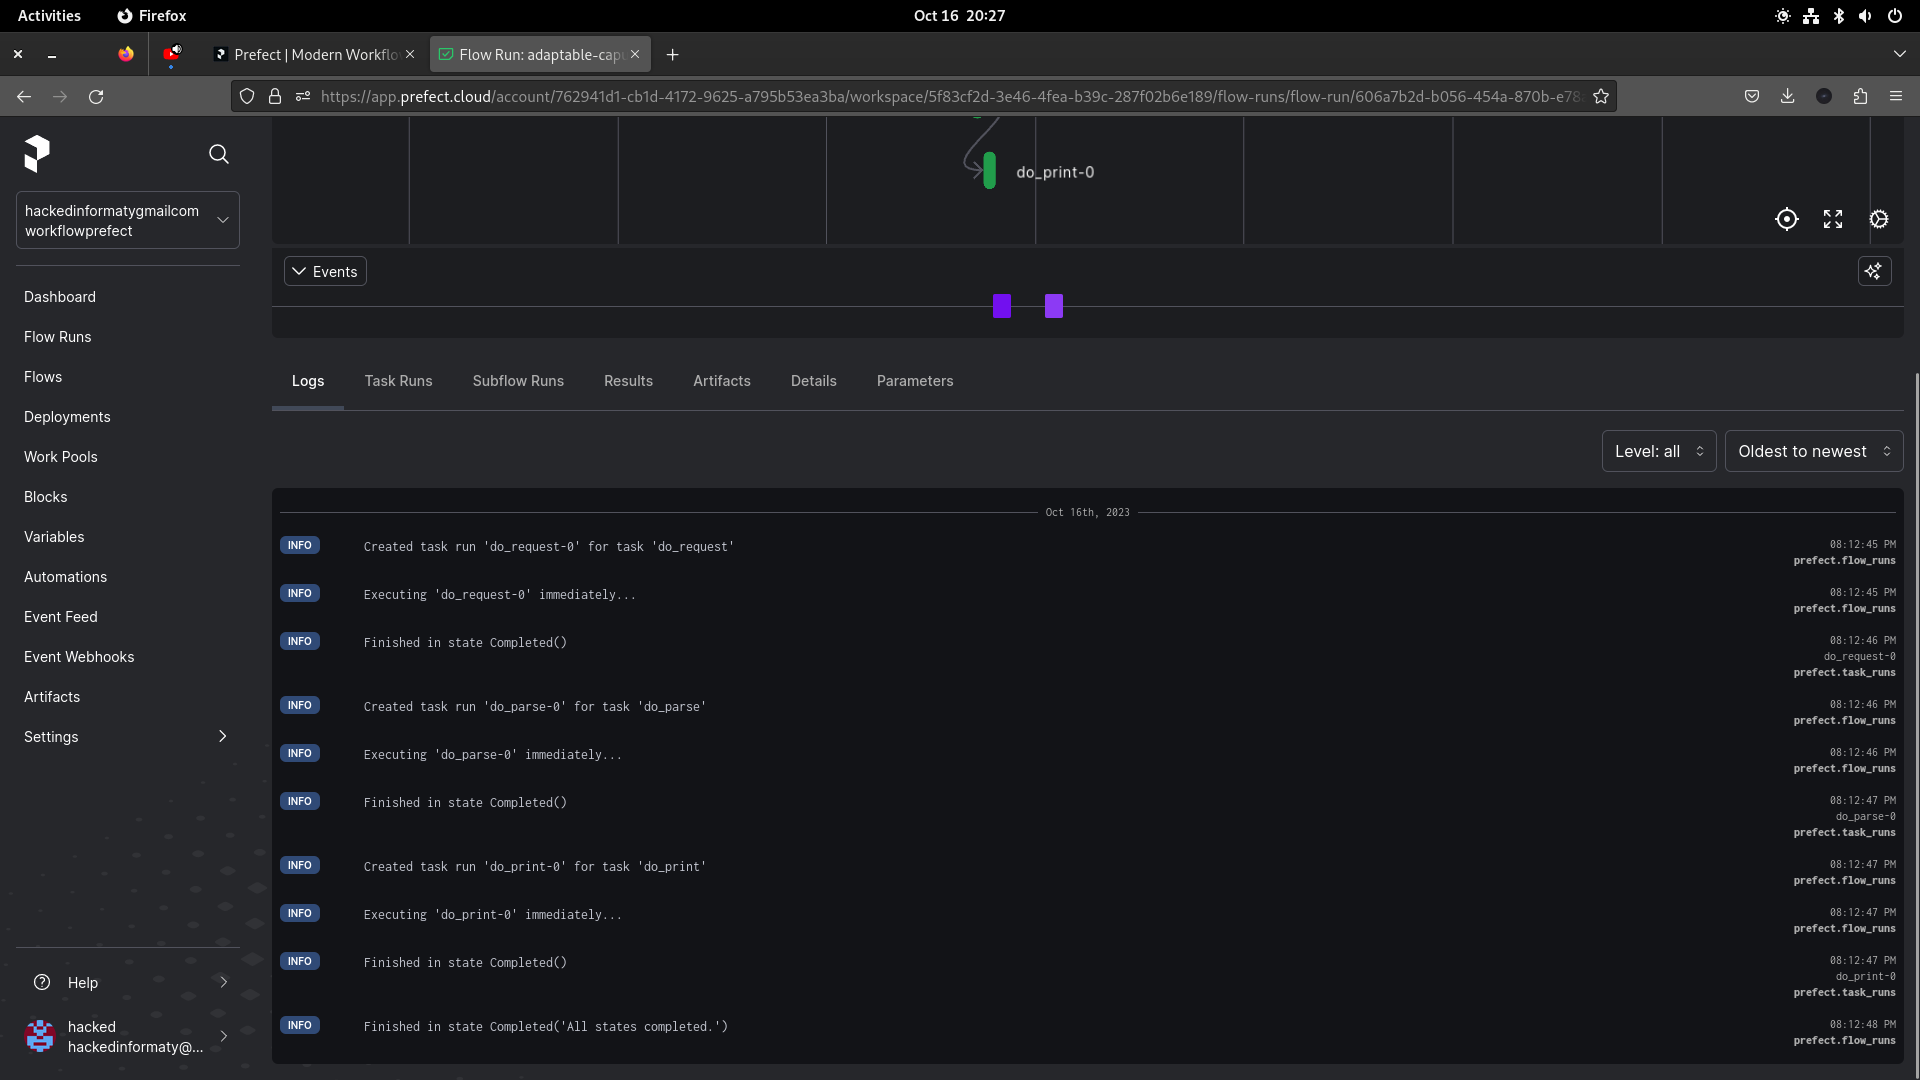 Activities
Firefox
Oct 16 20:27
Prefect | Modern Workflo
Flow Run: adaptable-capu
https://app.prefect.cloud/account/762941d1-cb1d-4172-9625-a795b53ea3ba/workspace/5f83cf2d-3e46-4fea-b39c-287f02b6e189/flow-runs/flow-run/606a7b2d-b056-454a-870b-e78
hackedinformatygmailcom
workflowprefect
Dashboard
Flow Runs
Flows
Deployments
Work Pools
Blocks
Variables
Automations
Event Feed
Event Webhooks
Artifacts
Settings
Help
hacked
hackedinformaty@...
do_print-0
Events
Logs
Task Runs
Subflow Runs
Results
Artifacts
Details
Parameters
Level: all
Oldest to newest
Oct 16th, 2023
INFO Created task run 'do_request-0' for task 'do_request' 08:12:45 PM
prefect.flow_runs
INFO Executing 'do_request-0' immediately... 08:12:45 PM
prefect.flow_runs
INFO Finished in state Completed() 08:12:46 PM
do_request-0
prefect.task_runs
INFO Created task run 'do_parse-0' for task 'do_parse' 08:12:46 PM
prefect.flow_runs
INFO Executing 'do_parse-0' immediately... 08:12:46 PM
prefect.flow_runs
INFO Finished in state Completed() 08:12:47 PM
do_parse-0
prefect.task_runs
INFO Created task run 'do_print-0' for task 'do_print' 08:12:47 PM
prefect.flow_runs
INFO Executing 'do_print-0' immediately... 08:12:47 PM
prefect.flow_runs
INFO Finished in state Completed() 08:12:47 PM
do_print-0
prefect.task_runs
INFO Finished in state Completed('All states completed.') 08:12:48 PM
prefect.flow_runs